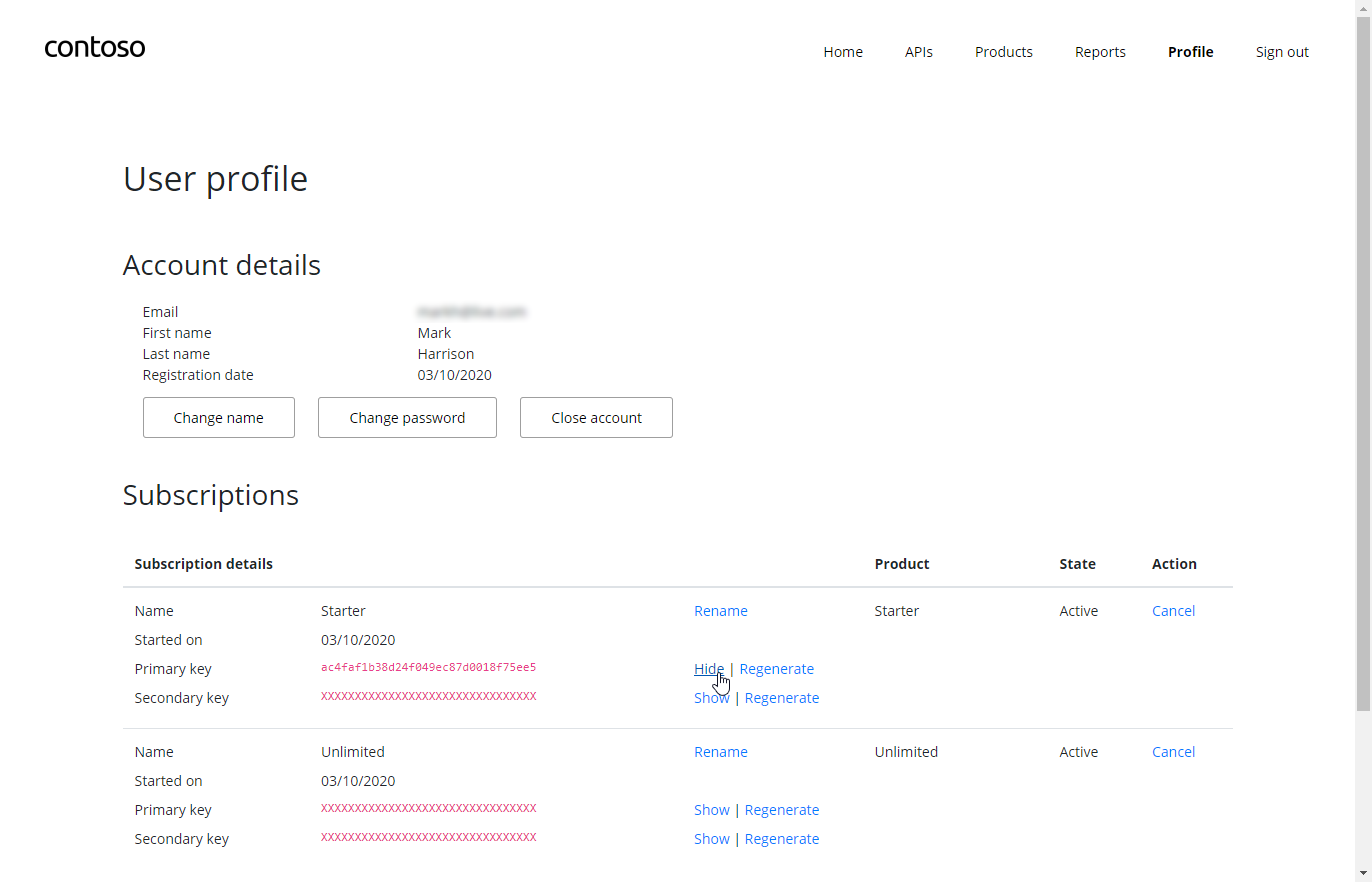 contoso
Home APIs Products Reports Profile Sign out
User profile
Account details
Email
First name Mark
Last name Harrison
Registration date 03/10/2020
Change name Change password Close account
Subscriptions
Subscription details Product State Action
Name Starter Rename Starter Active Cancel
Started on 03/10/2020
Primary key ac4faf1b38d24f049ec87d0018f75ee5 Hide | Regenerate
Secondary key XXXXXXXXXXXXXXXXXXXXXXXXXXXXXXXX Show | Regenerate
Name Unlimited Rename Unlimited Active Cancel
Started on 03/10/2020
Primary key XXXXXXXXXXXXXXXXXXXXXXXXXXXXXXXX Show | Regenerate
Secondary key XXXXXXXXXXXXXXXXXXXXXXXXXXXXXXXX Show | Regenerate